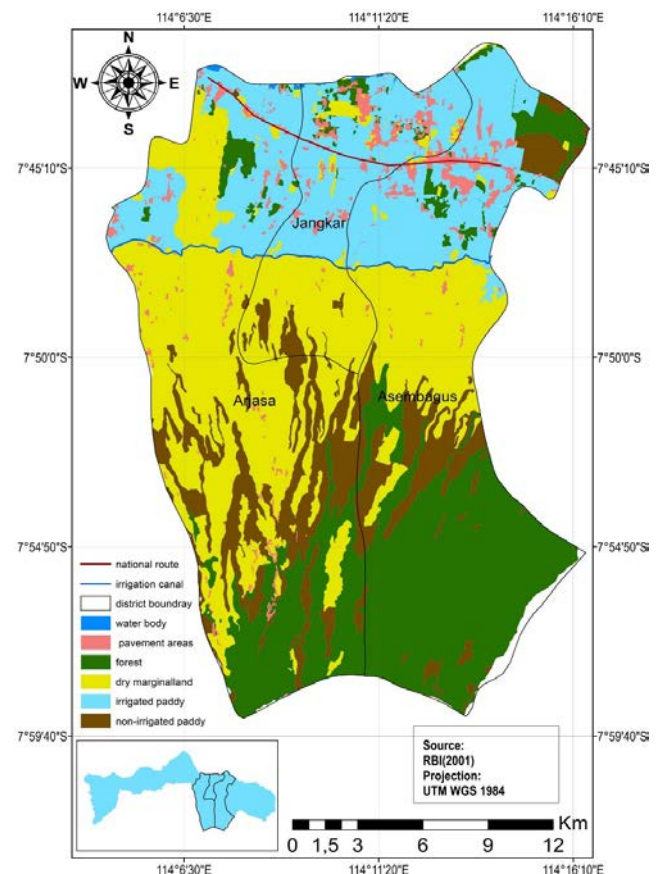 114°6'30"E 114°11'20"E 114°16'10"E
N
W E
S
7°45'10"S 7°45'10"S
Jangkar
7°50'0"S 7°50'0"S
Arjasa Asembagus
7°54'50"S 7°54'50"S
national route
irrigation canal
district boundray
water body
pavement areas
forest
dry marginalland
irrigated paddy
non-irrigated paddy
7°59'40"S 7°59'40"S
Source:
RBI(2001)
Projection:
UTM WGS 1984
Km
0 1,5 3 6 9 12
114°6'30"E 114°11'20"E 114°16'10"E